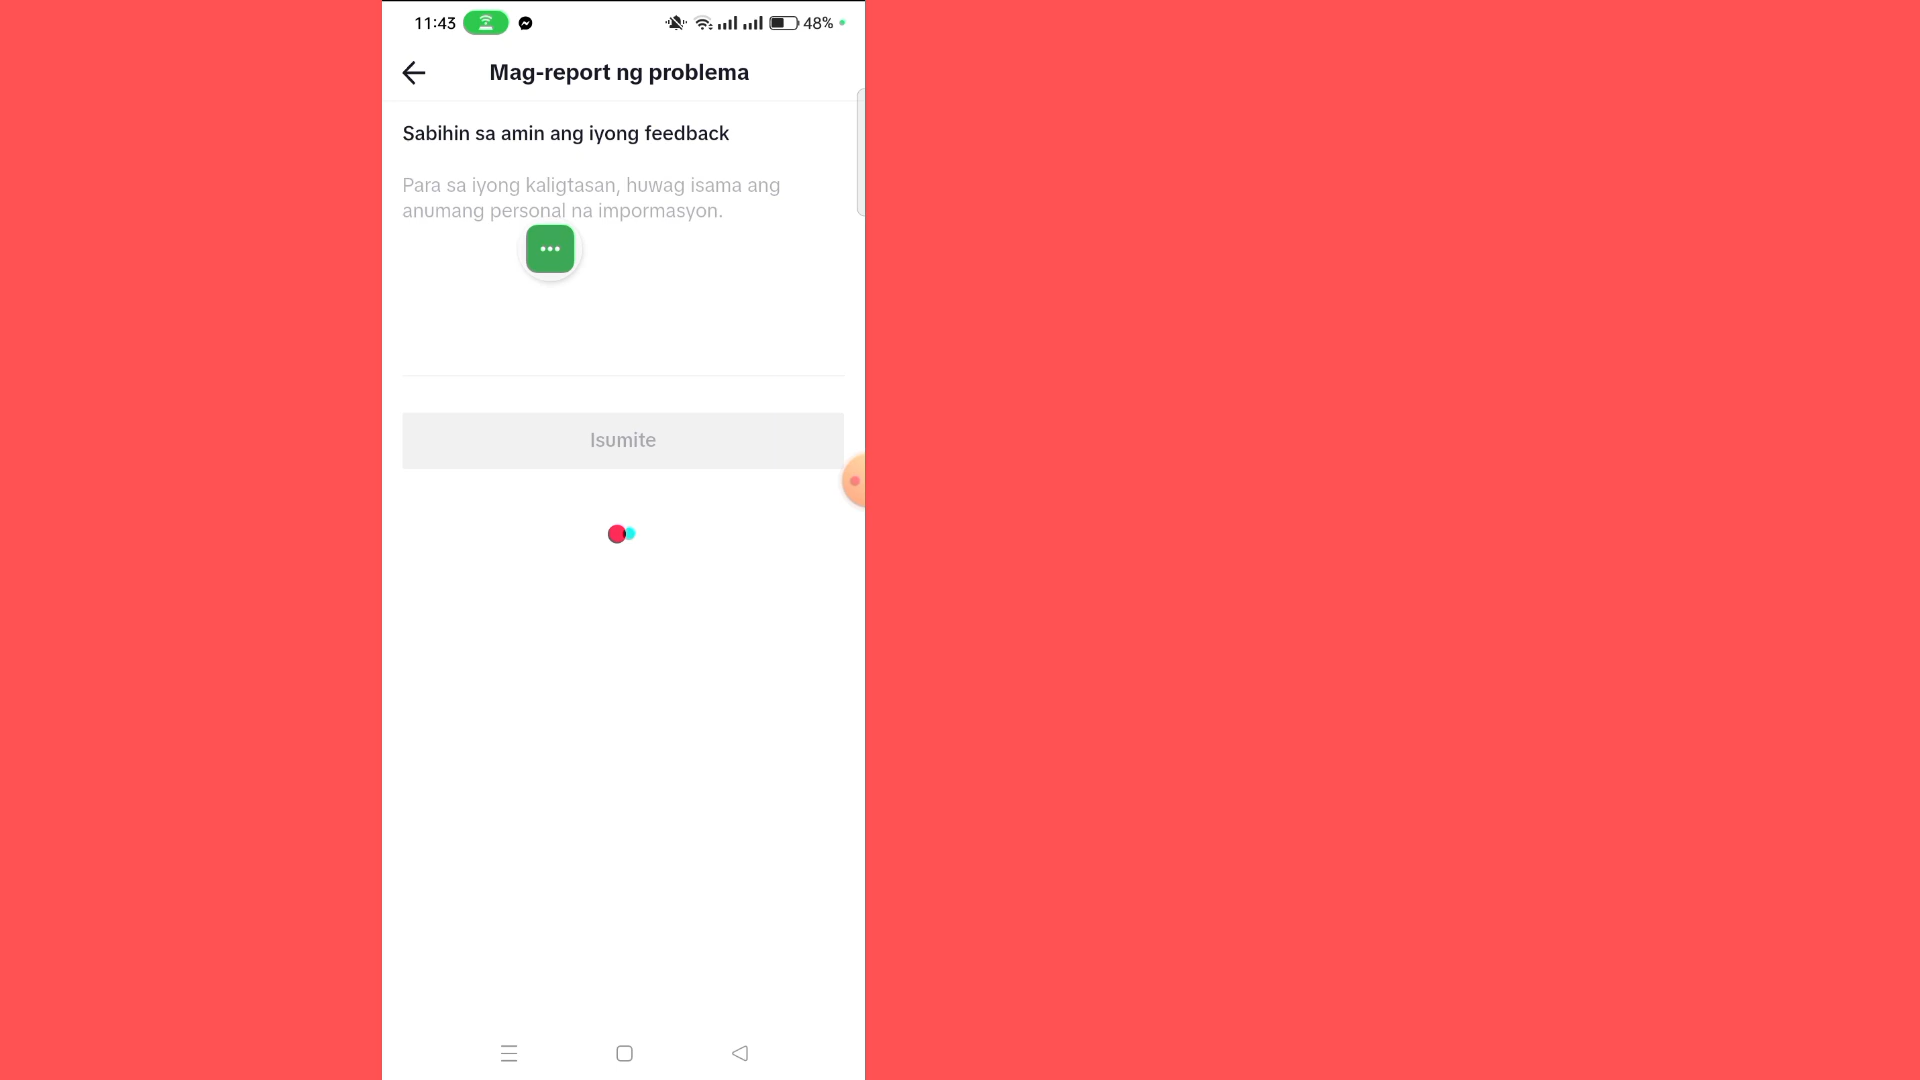 11:43
48%
Mag-report ng problema
Sabihin sa amin ang iyong feedback
Para sa iyong kaligtasan, huwag isama ang
anumang personal na impormasyon.
Isumite